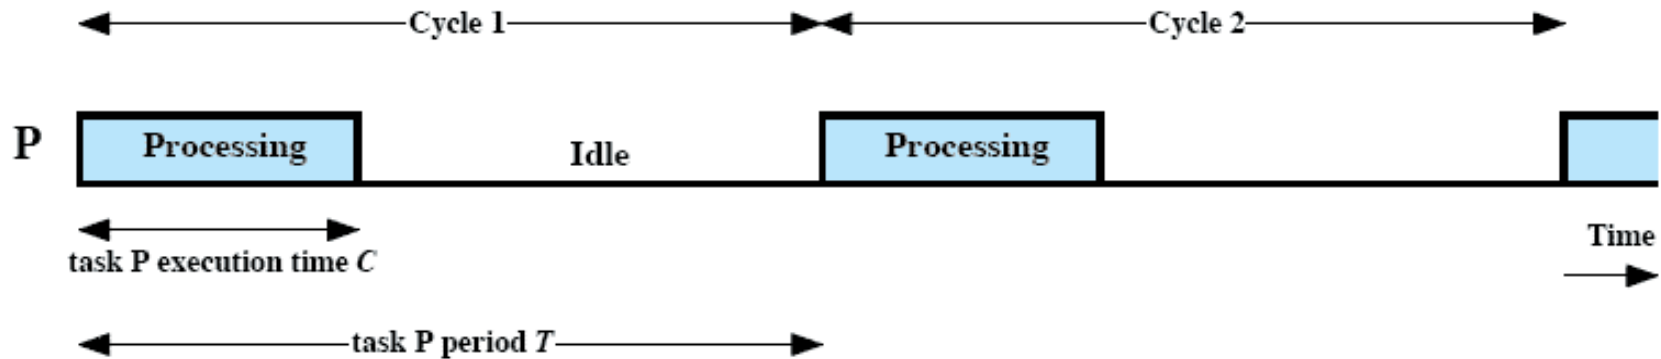 Cycle 1
Cycle 2
P
Processing
Idle
Processing
task P execution time C
Time
task P period T